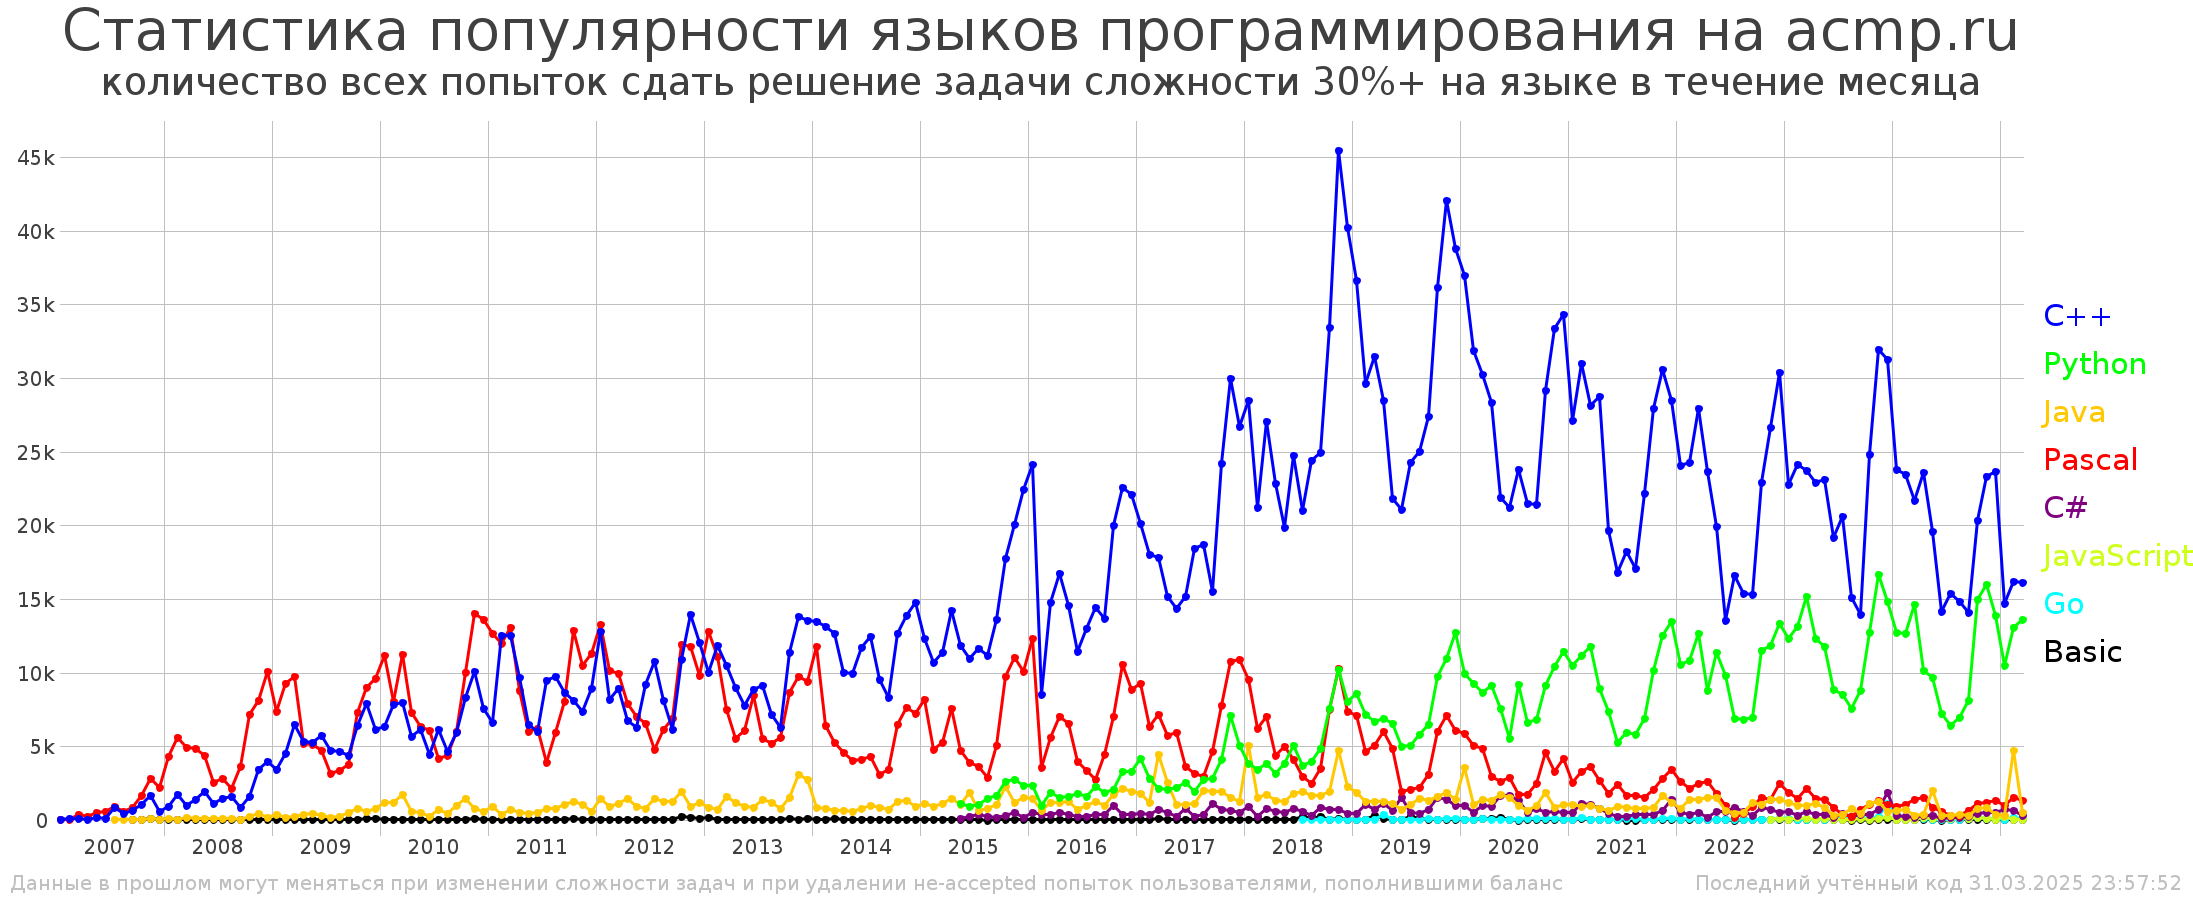 Статистика популярности языков программирования на acmp.ru
количество всех попыток сдать решение задачи сложности 30%+ на языке в течение месяца
45k
40k
35k
30k
25k
20k
15k
10k
5k
0
C++
Python
Java
Pascal
C#
JavaScript
Go
Basic
2007 2008 2009 2010 2011 2012 2013 2014 2015 2016 2017 2018 2019 2020 2021 2022 2023 2024
Данные в прошлом могут меняться при изменении сложности задач и при удалении не-accepted попыток пользователями, пополнившими баланс
Последний учтённый код 31.03.2025 23:57:52